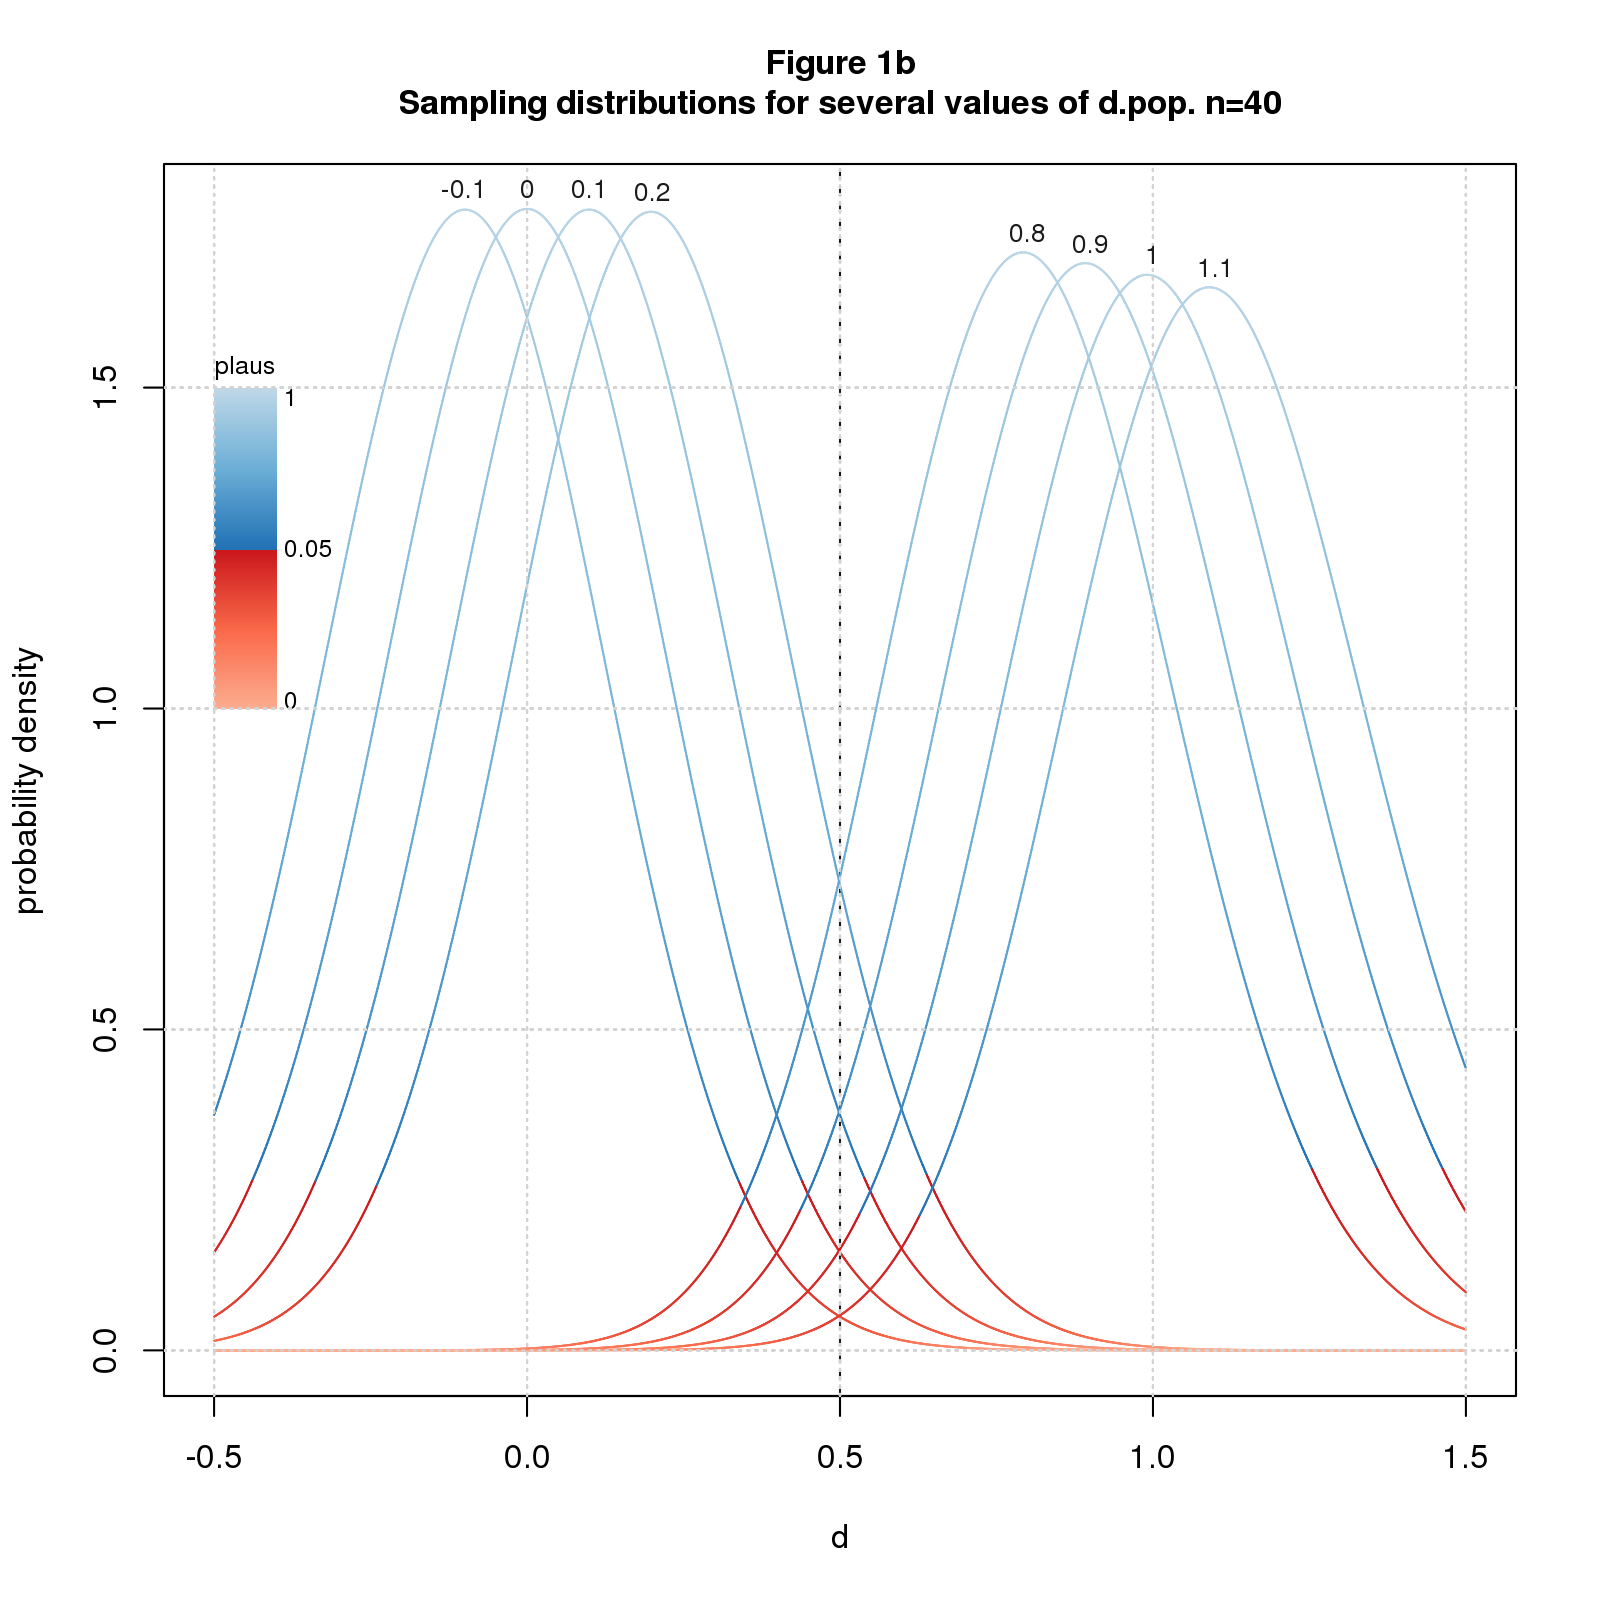 Figure 1b
Sampling distributions for several values of d.pop. n=40
-0.1 0 0.1 0.2
0.8 0.9 1 1.1
plaus
1
0.05
0
probability density
1.5
1.0
0.5
0.0
-0.5 0.0 0.5 1.0 1.5
d